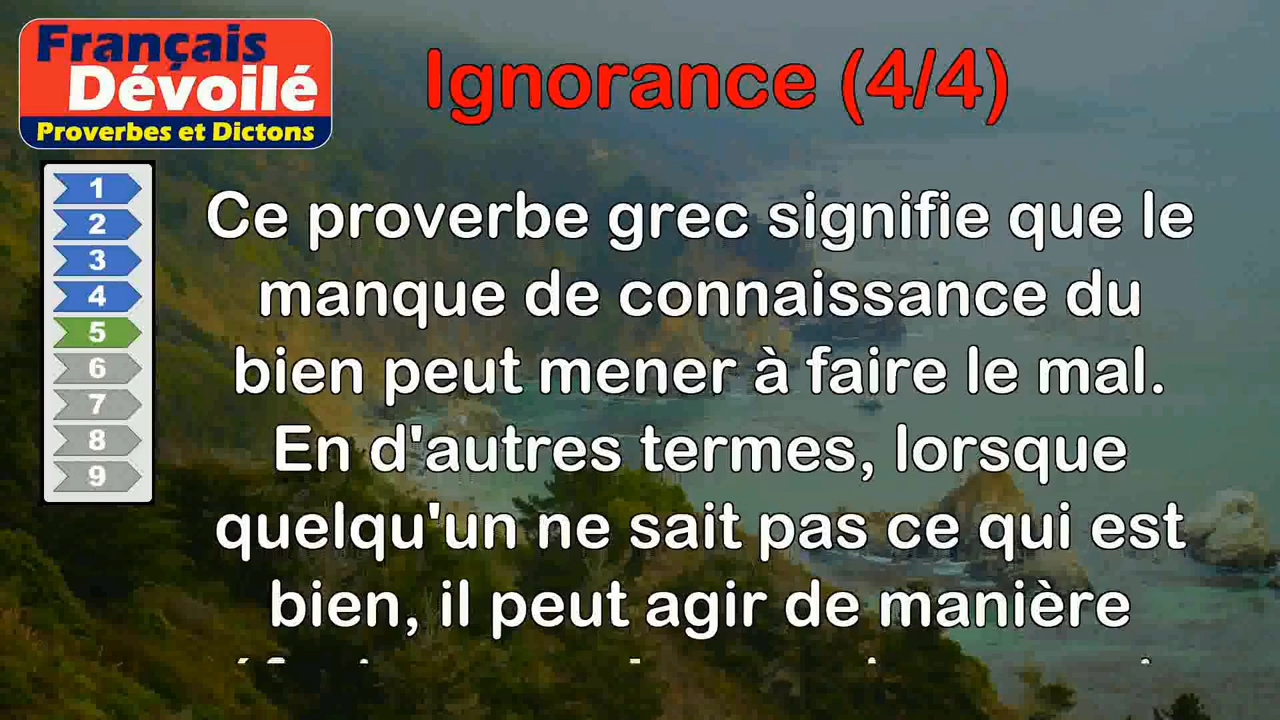 Français
Dévoilé
Proverbes et Dictons
Ignorance (4/4)
1
2
3
4
5
6
7
8
9
Ce proverbe grec signifie que le
manque de connaissance du
bien peut mener à faire le mal.
En d'autres termes, lorsque
quelqu'un ne sait pas ce qui est
bien, il peut agir de manière